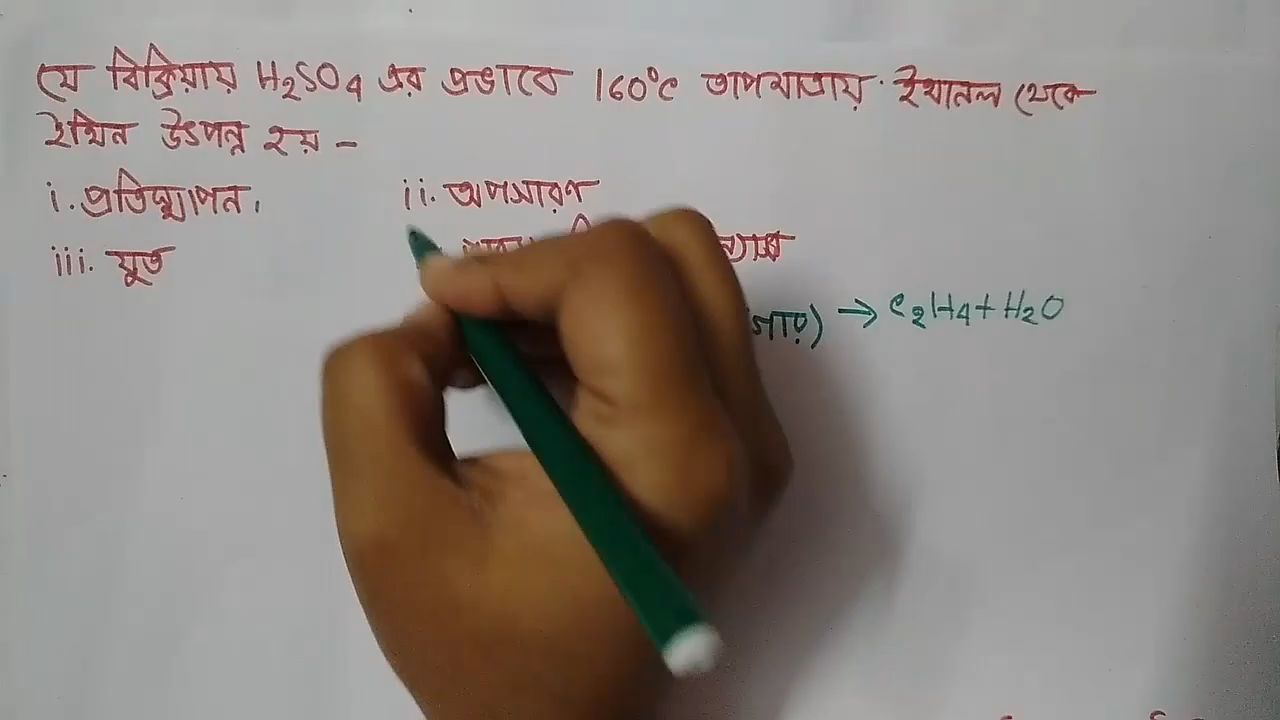 যে বিক্রিয়ায় H₂SO₄ এর প্রভাবে 160°C তাপমাত্রায় ইথানল থেকে
ইথিন উৎপন্ন হয় -
i. প্রতিস্থাপন. ii. অপসারণ
iii. যুত
→ C₂H₄ + H₂O